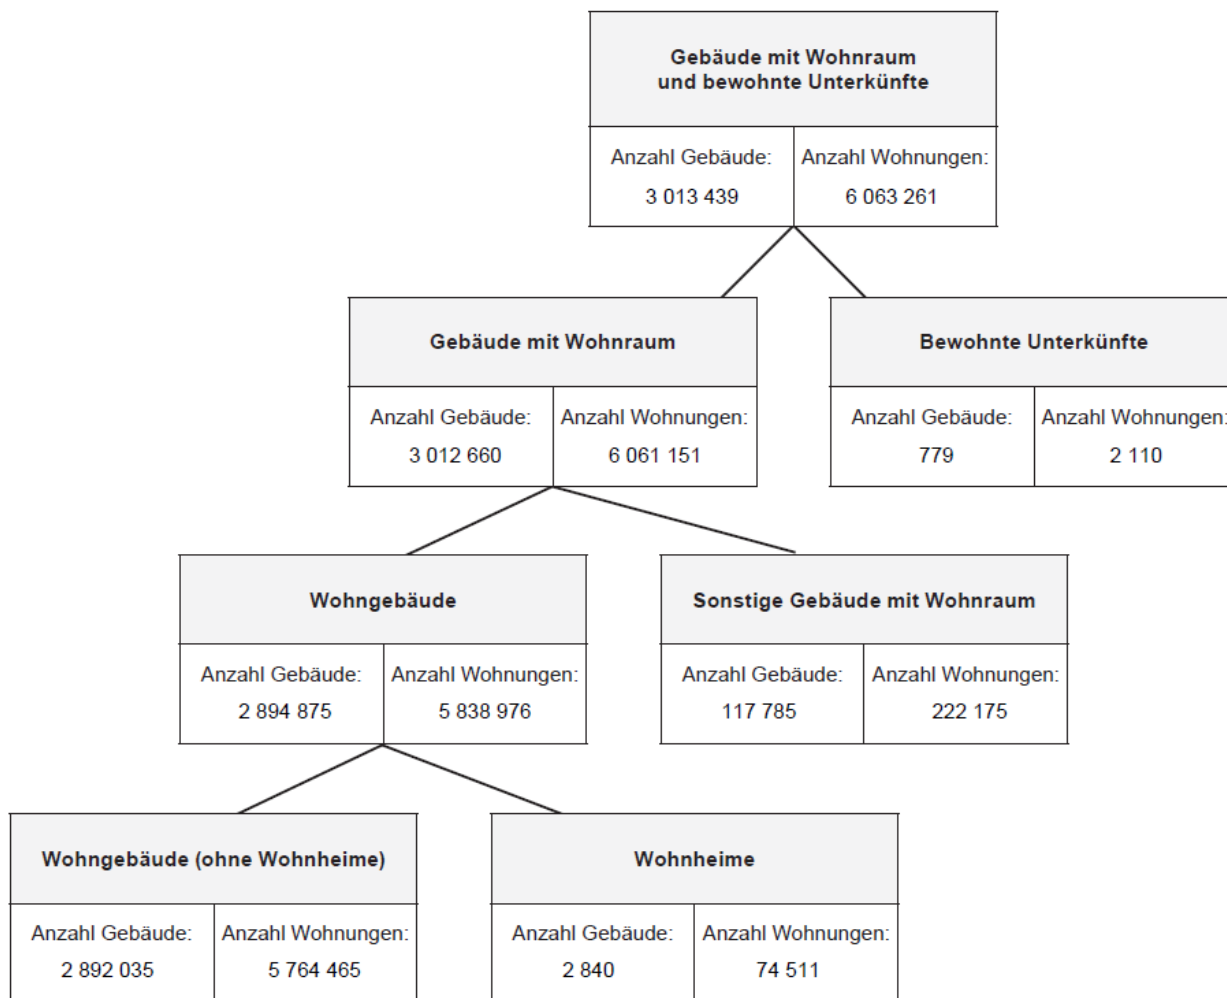 Gebäude mit Wohnraum
und bewohnte Unterkünfte
Anzahl Gebäude:
3 013 439
Anzahl Wohnungen:
6 063 261
Gebäude mit Wohnraum
Anzahl Gebäude:
3 012 660
Anzahl Wohnungen:
6 061 151
Bewohnte Unterkünfte
Anzahl Gebäude:
779
Anzahl Wohnungen:
2 110
Wohngebäude
Anzahl Gebäude:
2 894 875
Anzahl Wohnungen:
5 838 976
Sonstige Gebäude mit Wohnraum
Anzahl Gebäude:
117 785
Anzahl Wohnungen:
222 175
Wohngebäude (ohne Wohnheime)
Anzahl Gebäude:
2 892 035
Anzahl Wohnungen:
5 764 465
Wohnheime
Anzahl Gebäude:
2 840
Anzahl Wohnungen:
74 511